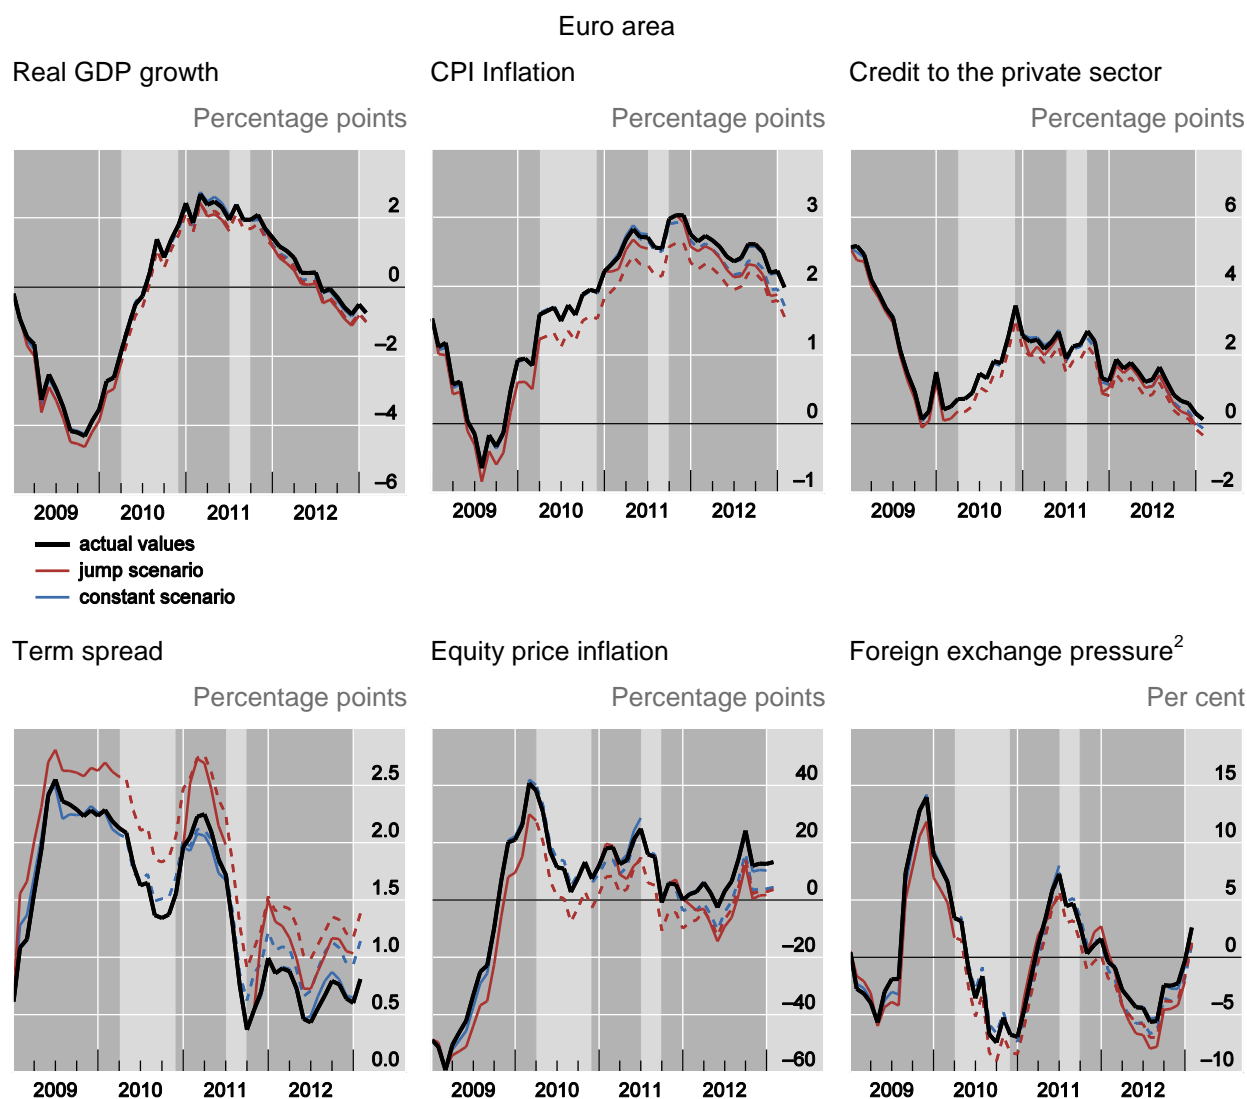 Euro area
Real GDP growth
CPI Inflation
Credit to the private sector
Percentage points
Percentage points
Percentage points
2
0
–2
–4
–6
3
2
1
0
–1
6
4
2
0
–2
2009 2010 2011 2012
2009 2010 2011 2012
2009 2010 2011 2012
actual values
jump scenario
constant scenario
Term spread
Equity price inflation
Foreign exchange pressure2
Percentage points
Percentage points
Per cent
2.5
2.0
1.5
1.0
0.5
0.0
40
20
0
–20
–40
–60
15
10
5
0
–5
–10
2009 2010 2011 2012
2009 2010 2011 2012
2009 2010 2011 2012